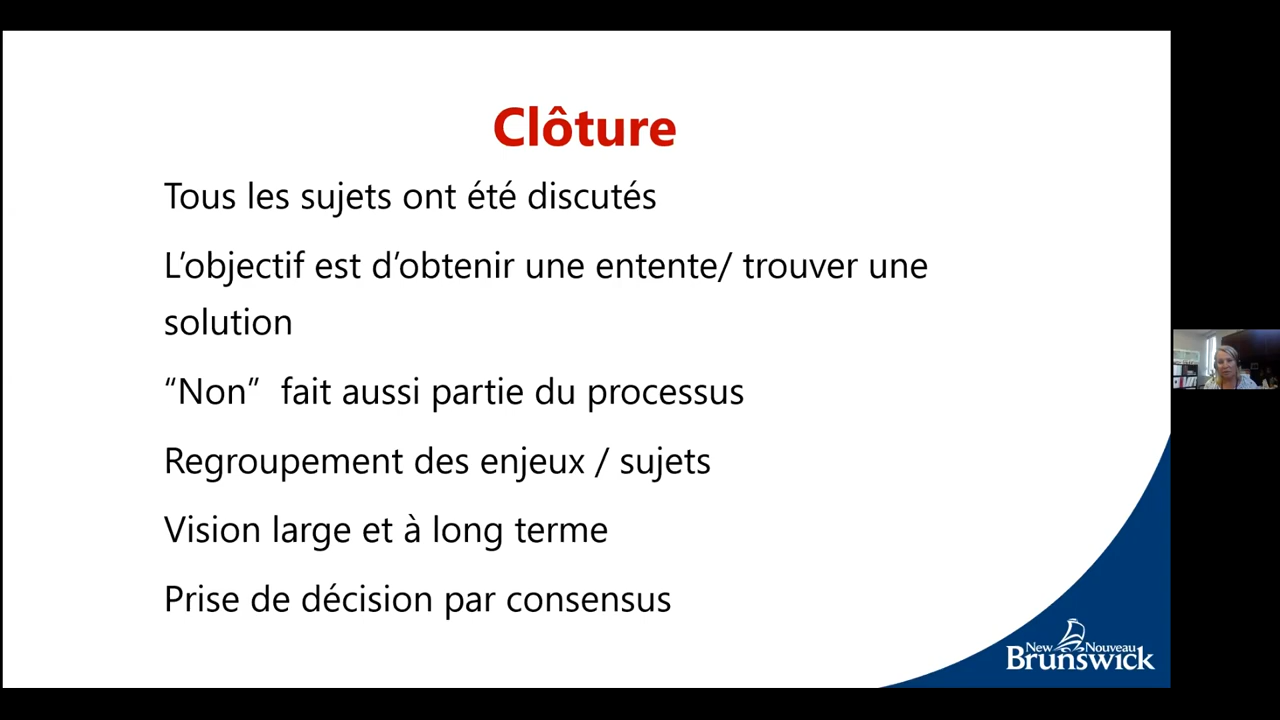 Clôture
Tous les sujets ont été discutés
L’objectif est d’obtenir une entente/ trouver une
solution
“Non”  fait aussi partie du processus
Regroupement des enjeux / sujets
Vision large et à long terme
Prise de décision par consensus
New Nouveau
Brunswick